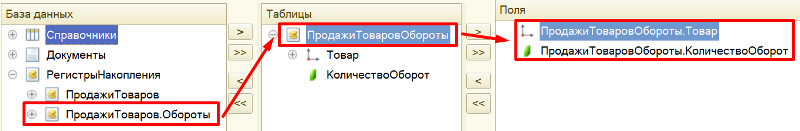 База данных
Справочники
Документы
РегистрыНакопления
ПродажиТоваров
ПродажиТоваров.Обороты
>
>>
<
<<
Таблицы
ПродажиТоваровОбороты
Товар
КоличествоОборот
>
>>
<
<<
Поля
ПродажиТоваровОбороты.Товар
ПродажиТоваровОбороты.КоличествоОборот